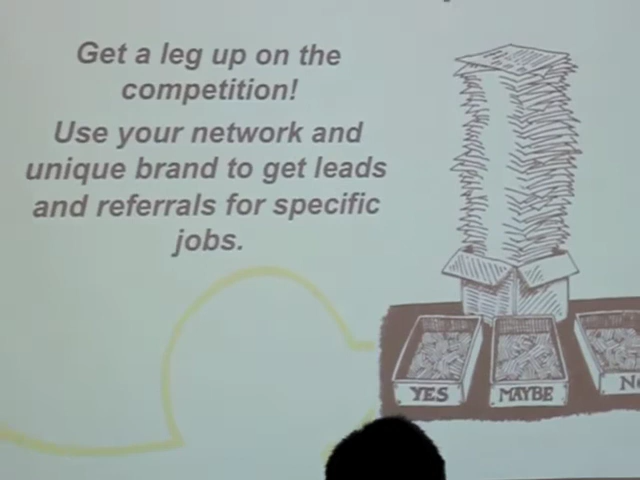 Get a leg up on the
competition!
Use your network and
unique brand to get leads
and referrals for specific
jobs.
YES
MAYBE